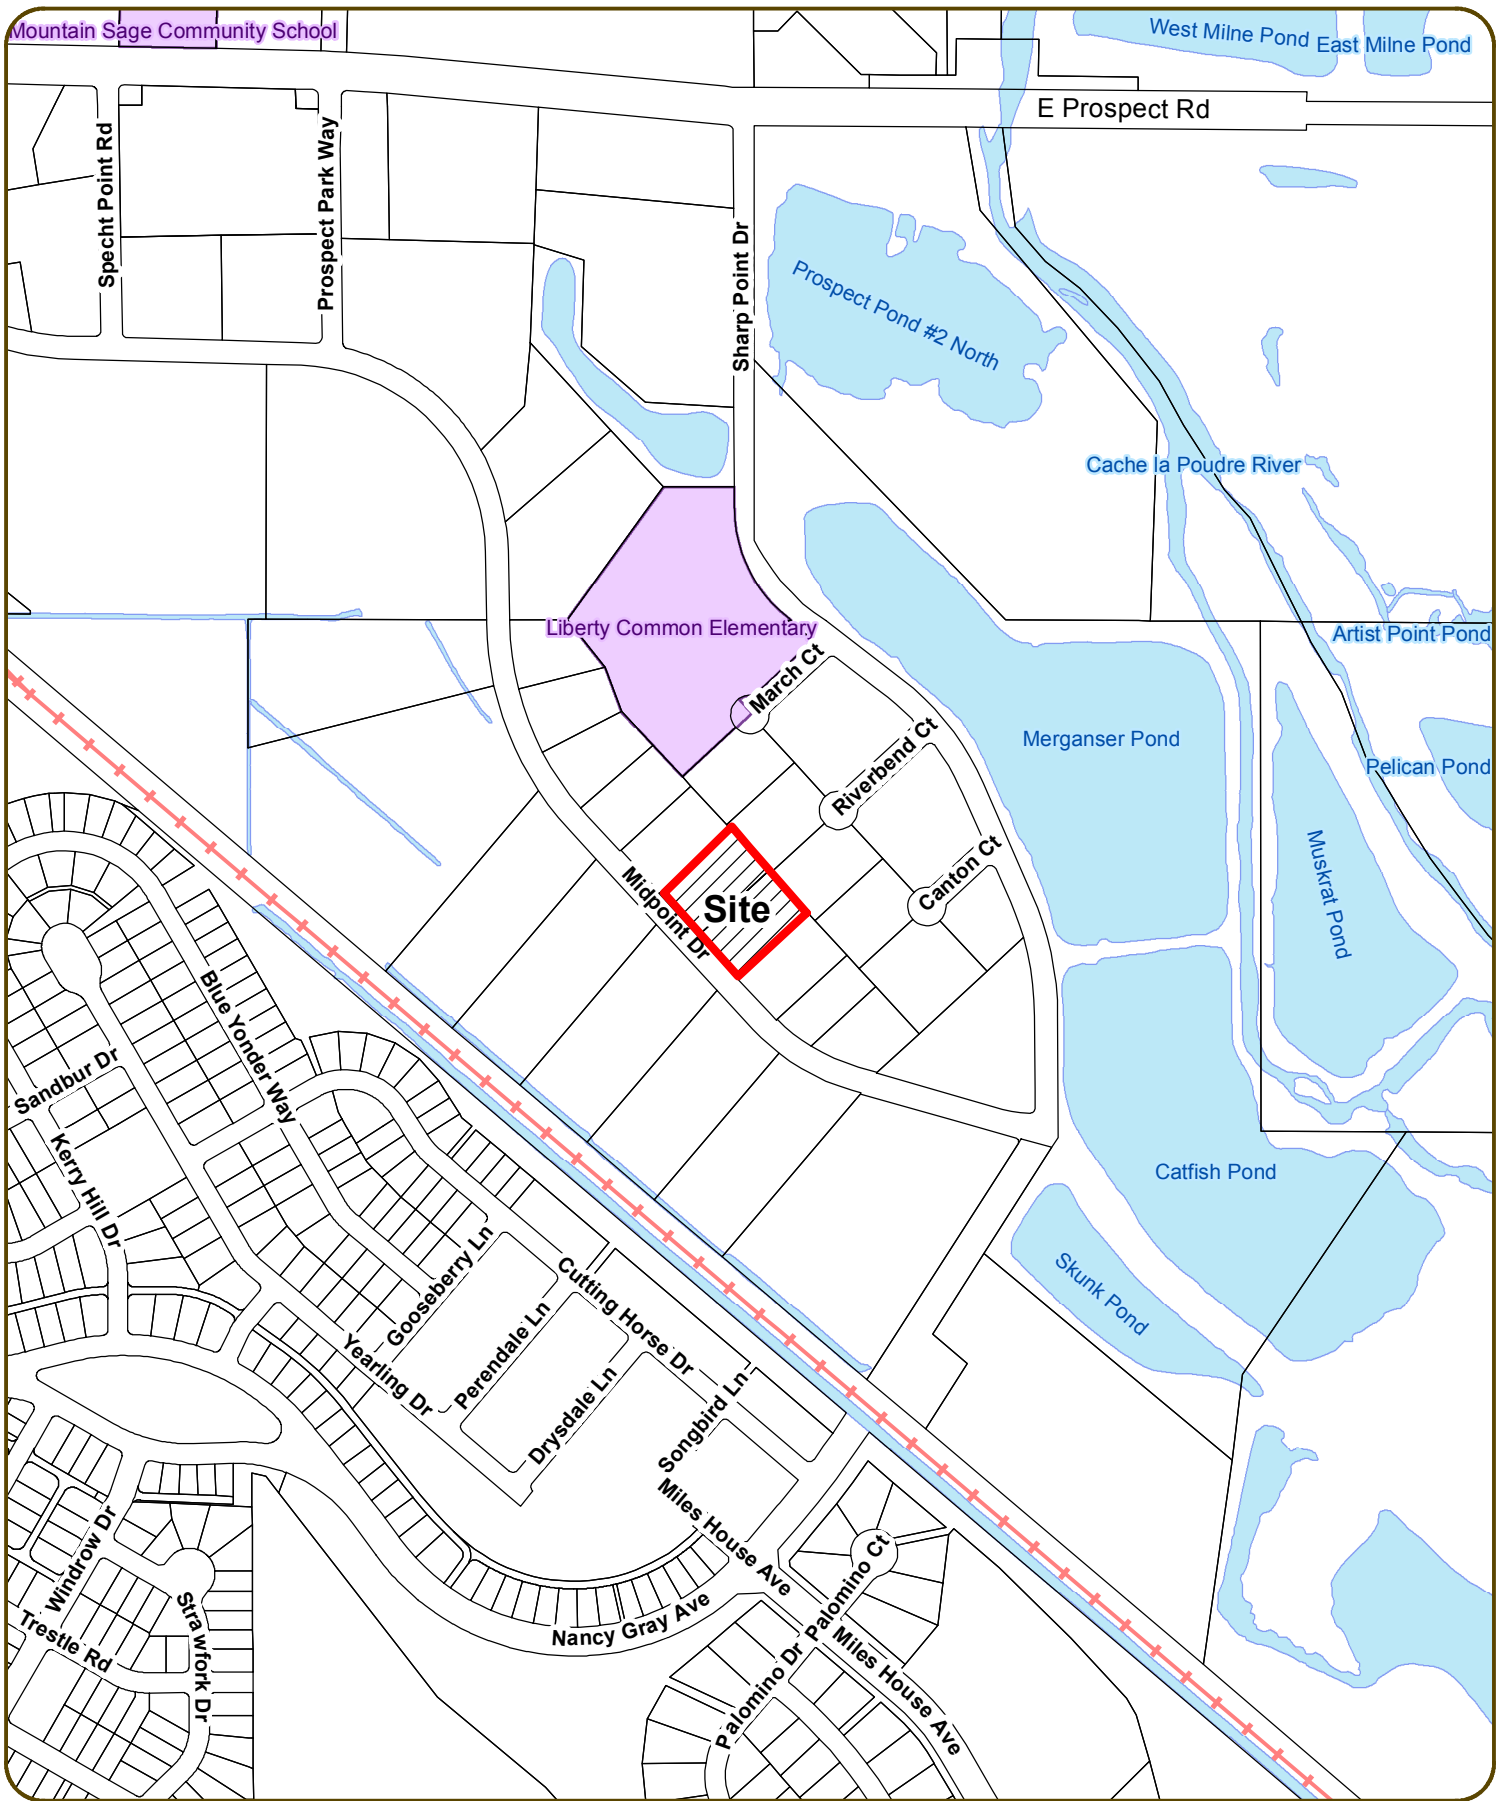 Mountain Sage Community School
West Milne Pond
East Milne Pond
E Prospect Rd
Specht Point Rd
Prospect Park Way
Sharp Point Dr
Prospect Pond #2 North
Cache la Poudre River
Liberty Common Elementary
Artist Point Pond
March Ct
Riverbend Ct
Merganser Pond
Pelican Pond
Canton Ct
Muskrat Pond
Midpoint Dr
Site
Blue Yonder Way
Sandbur Dr
Kerry Hill Dr
Catfish Pond
Skunk Pond
Gooseberry Ln
Cutting Horse Dr
Perendale Ln
Yearling Dr
Drysdale Ln
Songbird Ln
Miles House Ave
Windrow Dr
Palomino Ct
Strawfork Dr
Trestle Rd
Nancy Gray Ave
Palomino Dr
Miles House Ave